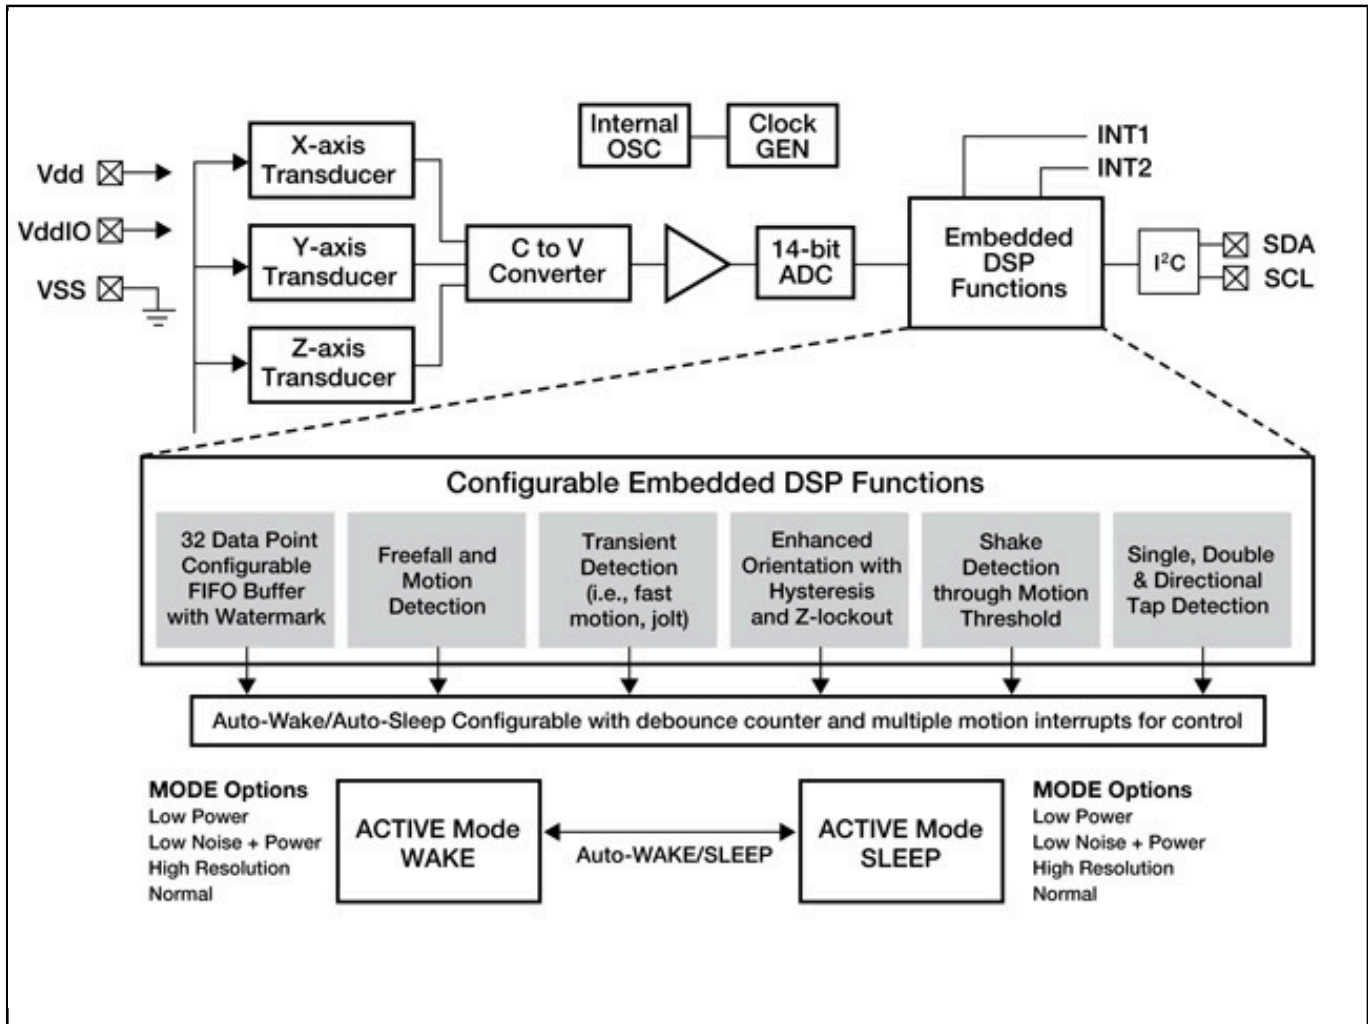 Internal
OSC
Clock
GEN
INT1
INT2
Vdd
VddIO
VSS
X-axis
Transducer
Y-axis
Transducer
Z-axis
Transducer
C to V
Converter
14-bit
ADC
Embedded
DSP
Functions
I²C
SDA
SCL
Configurable Embedded DSP Functions
32 Data Point
Configurable
FIFO Buffer
with Watermark
Freefall and
Motion
Detection
Transient
Detection
(i.e., fast
motion, jolt)
Enhanced
Orientation with
Hysteresis
and Z-lockout
Shake
Detection
through Motion
Threshold
Single, Double
& Directional
Tap Detection
Auto-Wake/Auto-Sleep Configurable with debounce counter and multiple motion interrupts for control
MODE Options
Low Power
Low Noise + Power
High Resolution
Normal
ACTIVE Mode
WAKE
Auto-WAKE/SLEEP
ACTIVE Mode
SLEEP
MODE Options
Low Power
Low Noise + Power
High Resolution
Normal